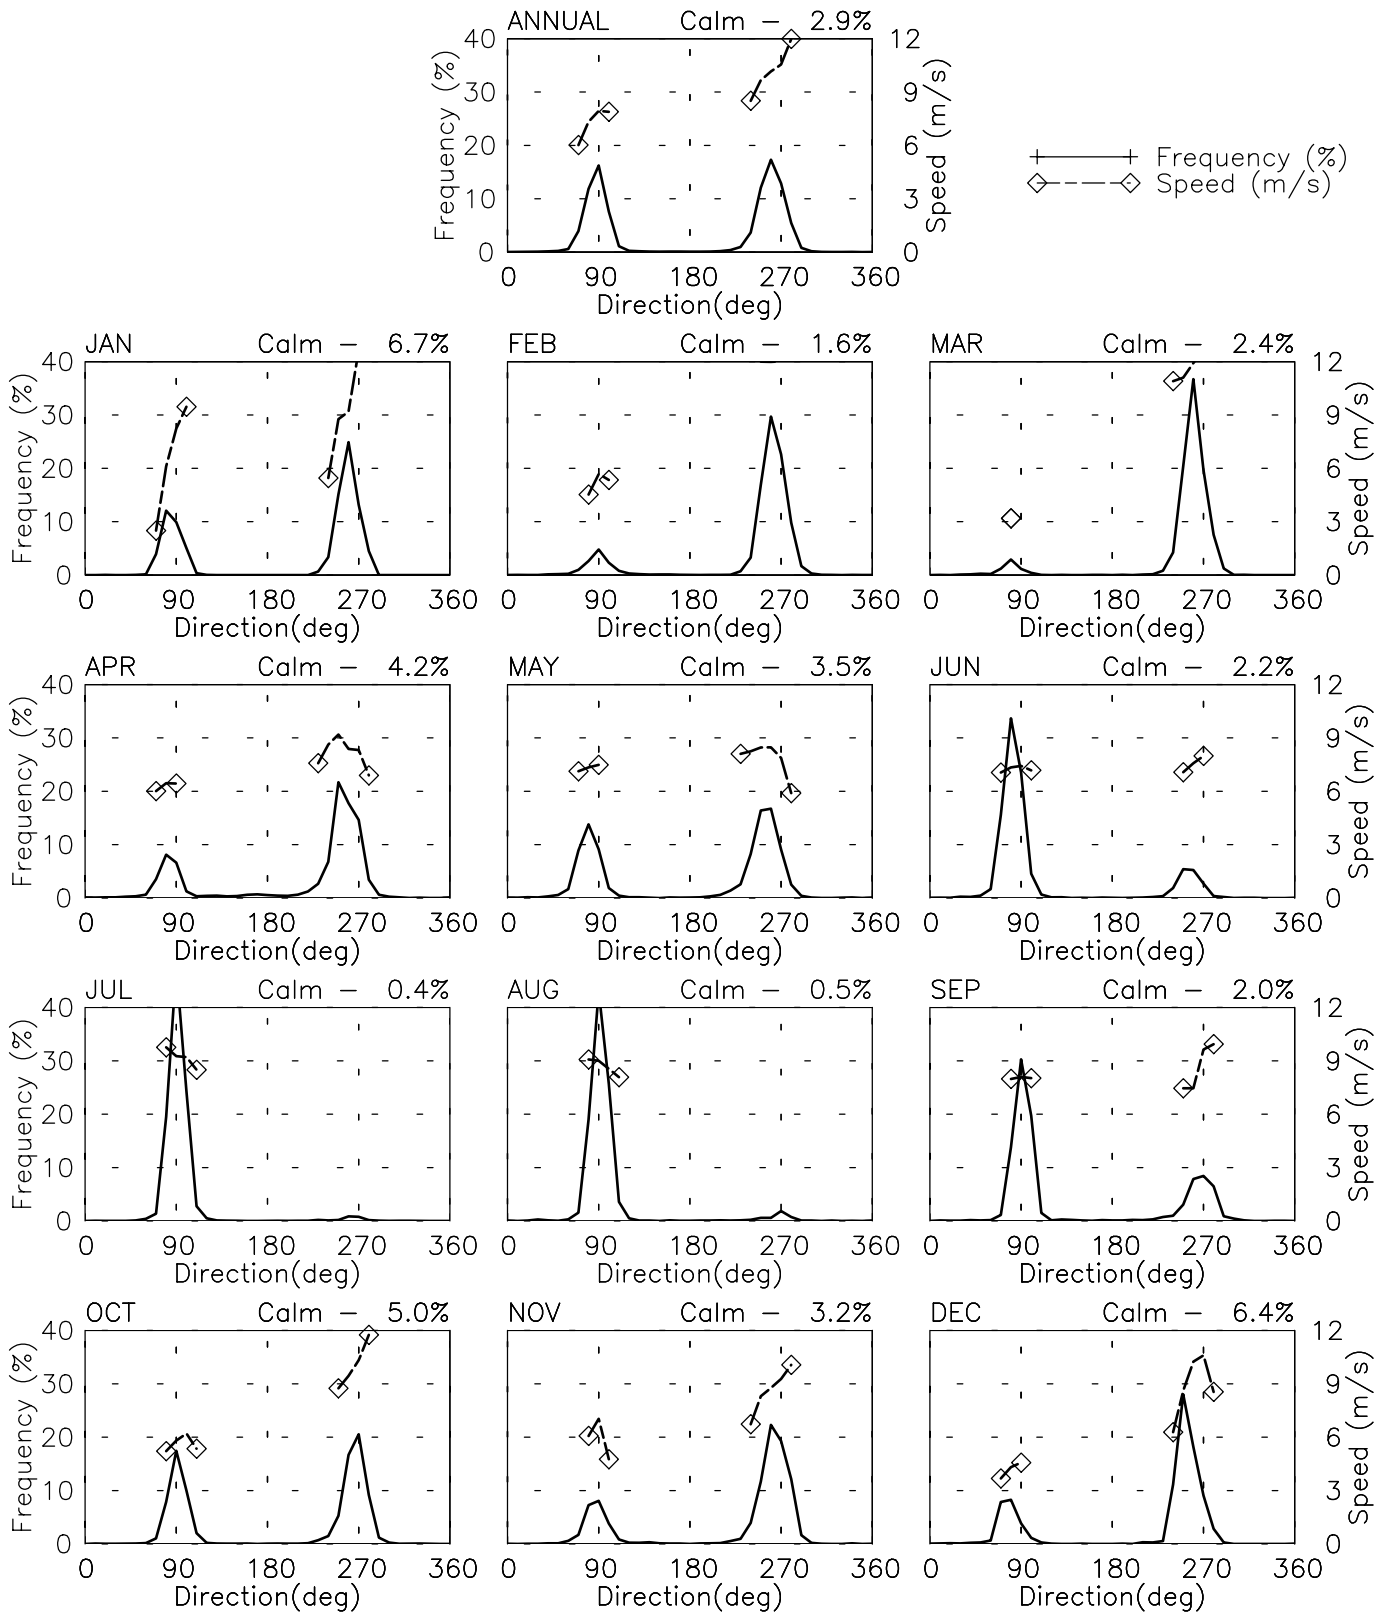 ANNUAL Calm – 2.9%
40 12
30 9
20 6
10 3
0 0
Frequency (%)
Speed (m/s)
0 90 180 270 360
Direction(deg)
Frequency (%)
Speed (m/s)
JAN Calm – 6.7% FEB Calm – 1.6% MAR Calm – 2.4%
40 12
30 9
20 6
10 3
0 0
Frequency (%)
Speed (m/s)
0 90 180 270 360 0 90 180 270 360 0 90 180 270 360
Direction(deg) Direction(deg) Direction(deg)
APR Calm – 4.2% MAY Calm – 3.5% JUN Calm – 2.2%
40 12
30 9
20 6
10 3
0 0
Frequency (%)
Speed (m/s)
0 90 180 270 360 0 90 180 270 360 0 90 180 270 360
Direction(deg) Direction(deg) Direction(deg)
JUL Calm – 0.4% AUG Calm – 0.5% SEP Calm – 2.0%
40 12
30 9
20 6
10 3
0 0
Frequency (%)
Speed (m/s)
0 90 180 270 360 0 90 180 270 360 0 90 180 270 360
Direction(deg) Direction(deg) Direction(deg)
OCT Calm – 5.0% NOV Calm – 3.2% DEC Calm – 6.4%
40 12
30 9
20 6
10 3
0 0
Frequency (%)
Speed (m/s)
0 90 180 270 360 0 90 180 270 360 0 90 180 270 360
Direction(deg) Direction(deg) Direction(deg)